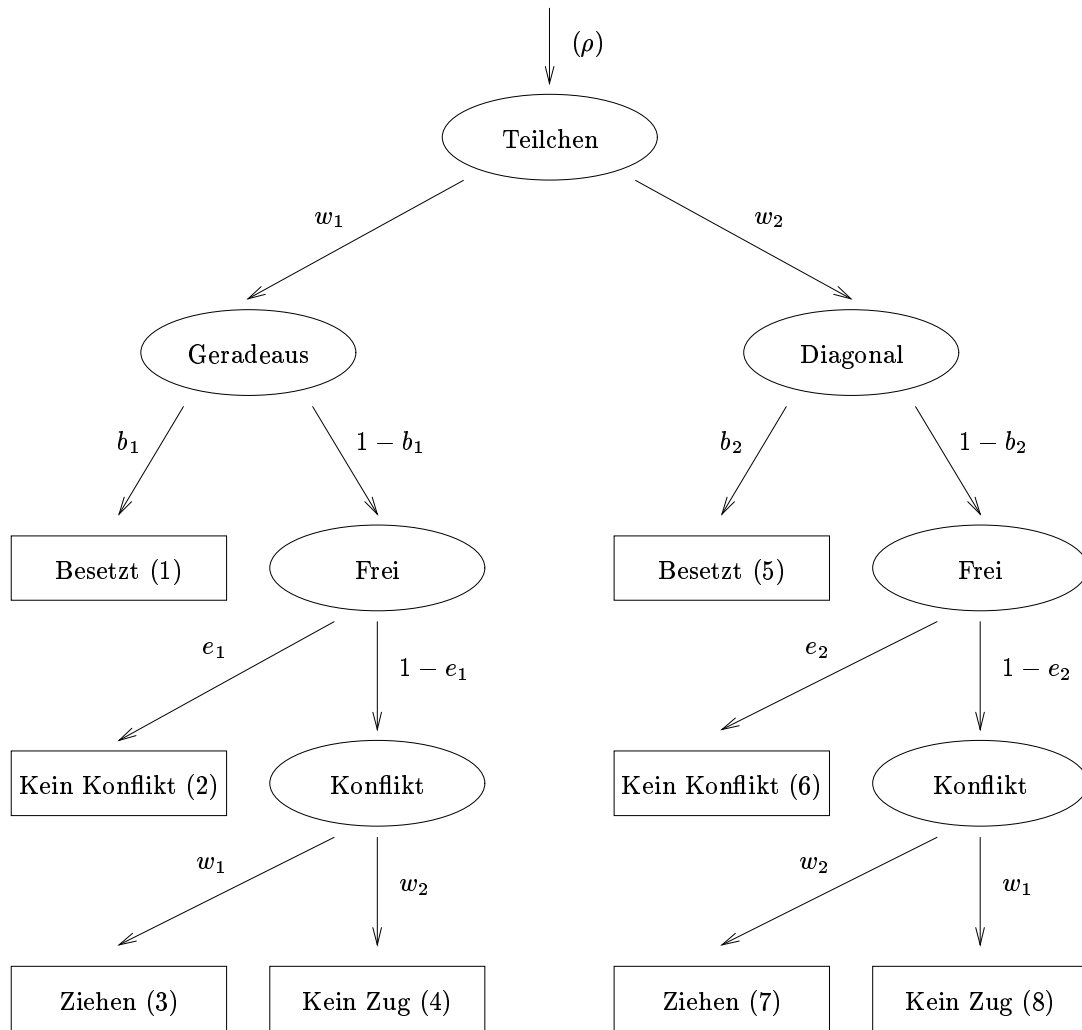 (ρ)
Teilchen
w₁ w₂
Geradeaus Diagonal
b₁ 1 − b₁ b₂ 1 − b₂
Besetzt (1) Frei Besetzt (5) Frei
e₁ 1 − e₁ e₂ 1 − e₂
Kein Konflikt (2) Konflikt Kein Konflikt (6) Konflikt
w₁ w₂ w₂ w₁
Ziehen (3) Kein Zug (4) Ziehen (7) Kein Zug (8)